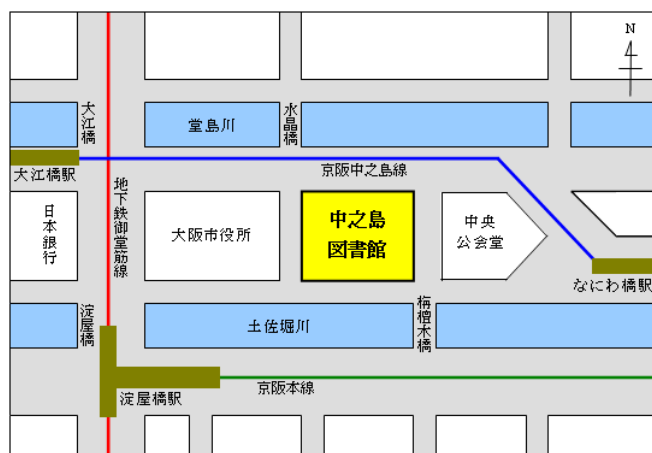 N
大江橋
堂島川
水晶橋
大江橋駅
京阪中之島線
地下鉄御堂筋線
日本銀行
大阪市役所
中之島
図書館
中央
公会堂
なにわ橋駅
淀屋橋
土佐堀川
栴檀木橋
淀屋橋駅
京阪本線